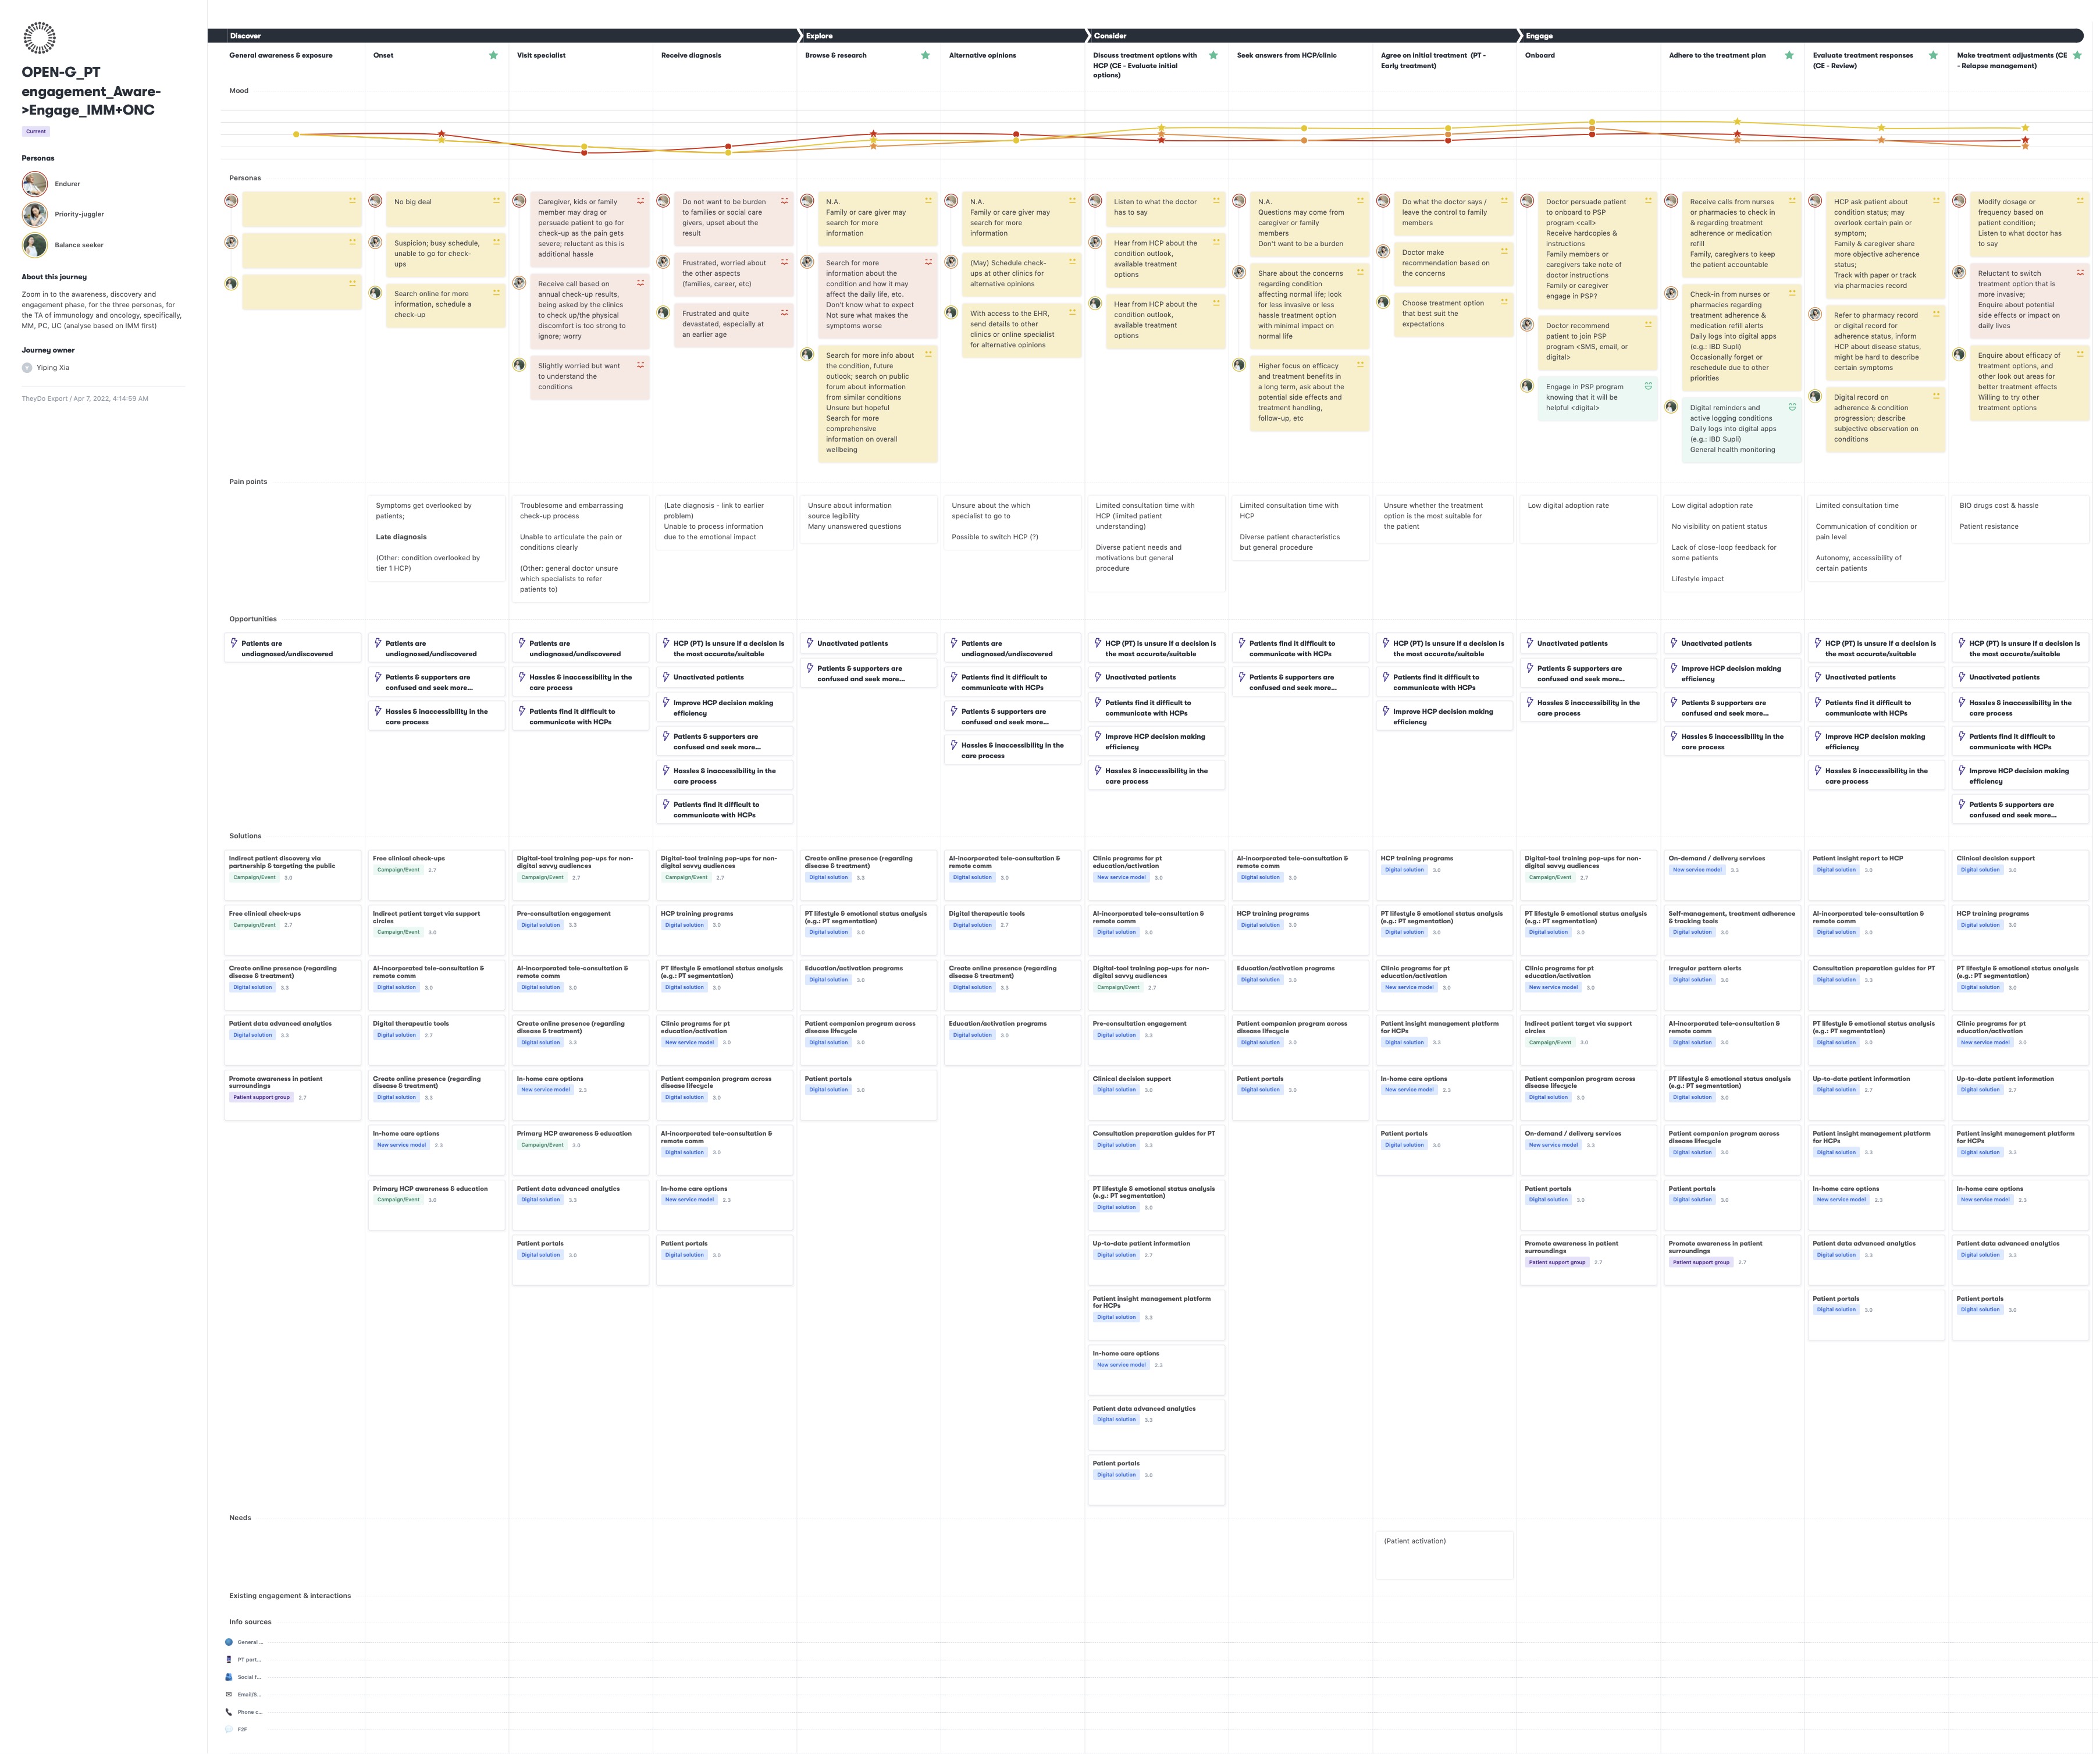 OPEN-G_PT
engagement_Aware-
>Engage_IMM+ONC
Current
Personas
Endurer
Priority-juggler
Balance seeker
About this journey
Zoom in to the awareness, discovery and
engagement phase, for the three personas, for
the TA of immunology and oncology, specifically,
MM, PC, UC (analyse based on IMM first)
Journey owner
Y
Yiping Xia
TheyDo Export / Apr 7, 2022, 4:14:59 AM
Discover
Explore
Consider
Engage
General awareness & exposure
Onset
Visit specialist
Receive diagnosis
Browse & research
Alternative opinions
Discuss treatment options with
HCP (CE - Evaluate initial
options)
Seek answers from HCP/clinic
Agree on initial treatment (PT -
Early treatment)
Onboard
Adhere to the treatment plan
Evaluate treatment responses
(CE - Review)
Make treatment adjustments (CE
- Relapse management)
Mood
Personas
No big deal
Suspicion; busy schedule,
unable to go for check-
ups
Search online for more
information, schedule a
check-up
Caregiver, kids or family
member may drag or
persuade patient to go for
check-up as the pain gets
severe; reluctant as this is
additional hassle
Receive call based on
annual check-up results,
being asked by the clinics
to check up/the physical
discomfort is too strong to
ignore; worry
Slightly worried but want
to understand the
conditions
Do not want to be burden
to families or social care
givers, upset about the
result
Frustrated, worried about
the other aspects
(families, career, etc)
Frustrated and quite
devastated, especially at
an earlier age
N.A.
Family or care giver may
search for more
information
Search for more
information about the
condition and how it may
affect the daily life, etc.
Don't know what to expect
Not sure what makes the
symptoms worse
Search for more info about
the condition, future
outlook; search on public
forum about information
from similar conditions
Unsure but hopeful
Search for more
comprehensive
information on overall
wellbeing
N.A.
Family or care giver may
search for more
information
(May) Schedule check-
ups at other clinics for
alternative opinions
With access to the EHR,
send details to other
clinics or online specialist
for alternative opinions
Listen to what the doctor
has to say
Hear from HCP about the
condition outlook,
available treatment
options
Hear from HCP about the
condition outlook,
available treatment
options
N.A.
Questions may come from
caregiver or family
members
Don't want to be a burden
Share about the concerns
regarding condition
affecting normal life; look
for less invasive or less
hassle treatment option
with minimal impact on
normal life
Higher focus on efficacy
and treatment benefits in
a long term, ask about the
potential side effects and
treatment handling,
follow-up, etc
Do what the doctor says /
leave the control to family
members
Doctor make
recommendation based on
the concerns
Choose treatment option
that best suit the
expectations
Doctor persuade patient
to onboard to PSP
program <call>
Receive hardcopies &
instructions
Family members or
caregivers take note of
doctor instructions
Family or caregiver
engage in PSP?
Doctor recommend
patient to join PSP
program <SMS, email, or
digital>
Engage in PSP program
knowing that it will be
helpful <digital>
Receive calls from nurses
or pharmacies to check in
& regarding treatment
adherence or medication
refill
Family, caregivers to keep
the patient accountable
Check-in from nurses or
pharmacies regarding
treatment adherence &
medication refill alerts
Daily logs into digital apps
(e.g.: IBD Supli)
Occasionally forget or
reschedule due to other
priorities
Digital reminders and
active logging conditions
Daily logs into digital apps
(e.g.: IBD Supli)
General health monitoring
HCP ask patient about
condition status; may
overlook certain pain or
symptom;
Family & caregiver share
more objective adherence
status;
Track with paper or track
via pharmacies record
Refer to pharmacy record
or digital record for
adherence status, inform
HCP about disease status,
might be hard to describe
certain symptoms
Digital record on
adherence & condition
progression; describe
subjective observation on
conditions
Modify dosage or
frequency based on
patient condition;
Listen to what doctor has
to say
Reluctant to switch
treatment option that is
more invasive;
Enquire about potential
side effects or impact on
daily lives
Enquire about efficacy of
treatment options, and
other look out areas for
better treatment effects
Willing to try other
treatment options
Pain points
Symptoms get overlooked by
patients;
Late diagnosis
(Other: condition overlooked by
tier 1 HCP)
Troublesome and embarrassing
check-up process
Unable to articulate the pain or
conditions clearly
(Other: general doctor unsure
which specialists to refer
patients to)
(Late diagnosis - link to earlier
problem)
Unable to process information
due to the emotional impact
Unsure about information
source legibility
Many unanswered questions
Unsure about the which
specialist to go to
Possible to switch HCP (?)
Limited consultation time with
HCP (limited patient
understanding)
Diverse patient needs and
motivations but general
procedure
Limited consultation time with
HCP
Diverse patient characteristics
but general procedure
Unsure whether the treatment
option is the most suitable for
the patient
Low digital adoption rate
Low digital adoption rate
No visibility on patient status
Lack of close-loop feedback for
some patients
Lifestyle impact
Limited consultation time
Communication of condition or
pain level
Autonomy, accessibility of
certain patients
BIO drugs cost & hassle
Patient resistance
Opportunities
Patients are
undiagnosed/undiscovered
Patients are
undiagnosed/undiscovered
Patients & supporters are
confused and seek more...
Hassles & inaccessibility in the
care process
Patients are
undiagnosed/undiscovered
Hassles & inaccessibility in the
care process
Patients find it difficult to
communicate with HCPs
HCP (PT) is unsure if a decision is
the most accurate/suitable
Unactivated patients
Improve HCP decision making
efficiency
Patients & supporters are
confused and seek more...
Hassles & inaccessibility in the
care process
Patients find it difficult to
communicate with HCPs
Unactivated patients
Patients & supporters are
confused and seek more...
Patients are
undiagnosed/undiscovered
Patients find it difficult to
communicate with HCPs
Patients & supporters are
confused and seek more...
Hassles & inaccessibility in the
care process
HCP (PT) is unsure if a decision is
the most accurate/suitable
Unactivated patients
Patients find it difficult to
communicate with HCPs
Improve HCP decision making
efficiency
Hassles & inaccessibility in the
care process
Patients find it difficult to
communicate with HCPs
Patients & supporters are
confused and seek more...
HCP (PT) is unsure if a decision is
the most accurate/suitable
Patients find it difficult to
communicate with HCPs
Improve HCP decision making
efficiency
Unactivated patients
Patients & supporters are
confused and seek more...
Hassles & inaccessibility in the
care process
Unactivated patients
Improve HCP decision making
efficiency
Patients & supporters are
confused and seek more...
Hassles & inaccessibility in the
care process
HCP (PT) is unsure if a decision is
the most accurate/suitable
Unactivated patients
Patients find it difficult to
communicate with HCPs
Improve HCP decision making
efficiency
Hassles & inaccessibility in the
care process
HCP (PT) is unsure if a decision is
the most accurate/suitable
Unactivated patients
Hassles & inaccessibility in the
care process
Patients find it difficult to
communicate with HCPs
Improve HCP decision making
efficiency
Patients & supporters are
confused and seek more...
Solutions
Indirect patient discovery via
partnership & targeting the public
Campaign/Event 3.0
Free clinical check-ups
Campaign/Event 2.7
Create online presence (regarding
disease & treatment)
Digital solution 3.3
Patient data advanced analytics
Digital solution 3.3
Promote awareness in patient
surroundings
Patient support group 2.7
Free clinical check-ups
Campaign/Event 2.7
Indirect patient target via support
circles
Campaign/Event 3.0
AI-incorporated tele-consultation &
remote comm
Digital solution 3.0
Digital therapeutic tools
Digital solution 2.7
Create online presence (regarding
disease & treatment)
Digital solution 3.3
In-home care options
New service model 2.3
Primary HCP awareness & education
Campaign/Event 3.0
Digital-tool training pop-ups for non-
digital savvy audiences
Campaign/Event 2.7
Pre-consultation engagement
Digital solution 3.3
AI-incorporated tele-consultation &
remote comm
Digital solution 3.0
Create online presence (regarding
disease & treatment)
Digital solution 3.3
In-home care options
New service model 2.3
Primary HCP awareness & education
Campaign/Event 3.0
Patient data advanced analytics
Digital solution 3.3
Patient portals
Digital solution 3.0
Digital-tool training pop-ups for non-
digital savvy audiences
Campaign/Event 2.7
HCP training programs
Digital solution 3.0
PT lifestyle & emotional status analysis
(e.g.: PT segmentation)
Digital solution 3.0
Clinic programs for pt
education/activation
New service model 3.0
Patient companion program across
disease lifecycle
Digital solution 3.0
AI-incorporated tele-consultation &
remote comm
Digital solution 3.0
In-home care options
New service model 2.3
Patient portals
Digital solution 3.0
Create online presence (regarding
disease & treatment)
Digital solution 3.3
PT lifestyle & emotional status analysis
(e.g.: PT segmentation)
Digital solution 3.0
Education/activation programs
Digital solution 3.0
Patient companion program across
disease lifecycle
Digital solution 3.0
Patient portals
Digital solution 3.0
AI-incorporated tele-consultation &
remote comm
Digital solution 3.0
Digital therapeutic tools
Digital solution 2.7
Create online presence (regarding
disease & treatment)
Digital solution 3.3
Education/activation programs
Digital solution 3.0
Clinic programs for pt
education/activation
New service model 3.0
AI-incorporated tele-consultation &
remote comm
Digital solution 3.0
Digital-tool training pop-ups for non-
digital savvy audiences
Campaign/Event 2.7
Pre-consultation engagement
Digital solution 3.3
Clinical decision support
Digital solution 3.0
Consultation preparation guides for PT
Digital solution 3.3
PT lifestyle & emotional status analysis
(e.g.: PT segmentation)
Digital solution 3.0
Up-to-date patient information
Digital solution 2.7
Patient insight management platform
for HCPs
Digital solution 3.3
In-home care options
New service model 2.3
Patient data advanced analytics
Digital solution 3.3
Patient portals
Digital solution 3.0
AI-incorporated tele-consultation &
remote comm
Digital solution 3.0
HCP training programs
Digital solution 3.0
Education/activation programs
Digital solution 3.0
Patient companion program across
disease lifecycle
Digital solution 3.0
Patient portals
Digital solution 3.0
HCP training programs
Digital solution 3.0
PT lifestyle & emotional status analysis
(e.g.: PT segmentation)
Digital solution 3.0
Clinic programs for pt
education/activation
New service model 3.0
Patient insight management platform
for HCPs
Digital solution 3.3
In-home care options
New service model 2.3
Patient portals
Digital solution 3.0
Digital-tool training pop-ups for non-
digital savvy audiences
Campaign/Event 2.7
PT lifestyle & emotional status analysis
(e.g.: PT segmentation)
Digital solution 3.0
Clinic programs for pt
education/activation
New service model 3.0
Indirect patient target via support
circles
Campaign/Event 3.0
Patient companion program across
disease lifecycle
Digital solution 3.0
On-demand / delivery services
New service model 3.3
Patient portals
Digital solution 3.0
Promote awareness in patient
surroundings
Patient support group 2.7
On-demand / delivery services
New service model 3.3
Self-management, treatment adherence
& tracking tools
Digital solution 3.0
Irregular pattern alerts
Digital solution 3.0
AI-incorporated tele-consultation &
remote comm
Digital solution 3.0
PT lifestyle & emotional status analysis
(e.g.: PT segmentation)
Digital solution 3.0
Patient companion program across
disease lifecycle
Digital solution 3.0
Patient portals
Digital solution 3.0
Promote awareness in patient
surroundings
Patient support group 2.7
Patient insight report to HCP
Digital solution 3.0
AI-incorporated tele-consultation &
remote comm
Digital solution 3.0
Consultation preparation guides for PT
Digital solution 3.3
PT lifestyle & emotional status analysis
(e.g.: PT segmentation)
Digital solution 3.0
Up-to-date patient information
Digital solution 2.7
Patient insight management platform
for HCPs
Digital solution 3.3
In-home care options
New service model 2.3
Patient data advanced analytics
Digital solution 3.3
Patient portals
Digital solution 3.0
Clinical decision support
Digital solution 3.0
HCP training programs
Digital solution 3.0
PT lifestyle & emotional status analysis
(e.g.: PT segmentation)
Digital solution 3.0
Clinic programs for pt
education/activation
New service model 3.0
Up-to-date patient information
Digital solution 2.7
Patient insight management platform
for HCPs
Digital solution 3.3
In-home care options
New service model 2.3
Patient data advanced analytics
Digital solution 3.3
Patient portals
Digital solution 3.0
Needs
(Patient activation)
Existing engagement & interactions
Info sources
General ...
PT port...
Social f...
Email/S...
Phone c...
F2F